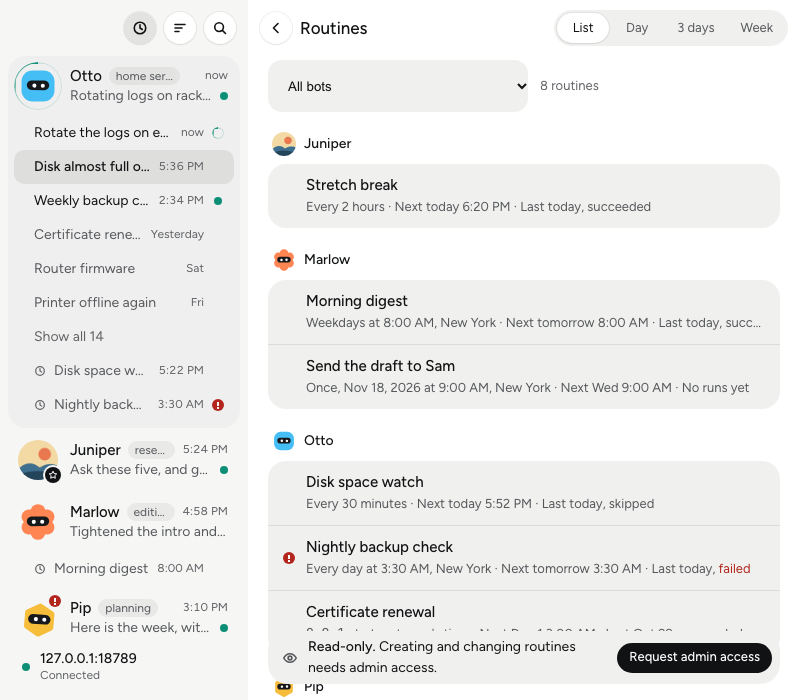 Otto home ser... now
Rotating logs on rack...
Rotate the logs on e... now
Disk almost full o... 5:36 PM
Weekly backup c... 2:34 PM
Certificate rene... Yesterday
Router firmware Sat
Printer offline again Fri
Show all 14
Disk space w... 5:22 PM
Nightly back... 3:30 AM
Juniper rese... 5:24 PM
Ask these five, and g...
Marlow editi... 4:58 PM
Tightened the intro and...
Morning digest 8:00 AM
Pip planning 3:10 PM
Here is the week, wit...
127.0.0.1:18789
Connected
Routines
List Day 3 days Week
All bots
8 routines
Juniper
Stretch break
Every 2 hours · Next today 6:20 PM · Last today, succeeded
Marlow
Morning digest
Weekdays at 8:00 AM, New York · Next tomorrow 8:00 AM · Last today, succ...
Send the draft to Sam
Once, Nov 18, 2026 at 9:00 AM, New York · Next Wed 9:00 AM · No runs yet
Otto
Disk space watch
Every 30 minutes · Next today 5:52 PM · Last today, skipped
Nightly backup check
Every day at 3:30 AM, New York · Next tomorrow 3:30 AM · Last today, failed
Certificate renewal
Read-only. Creating and changing routines
needs admin access.
Request admin access
Pip